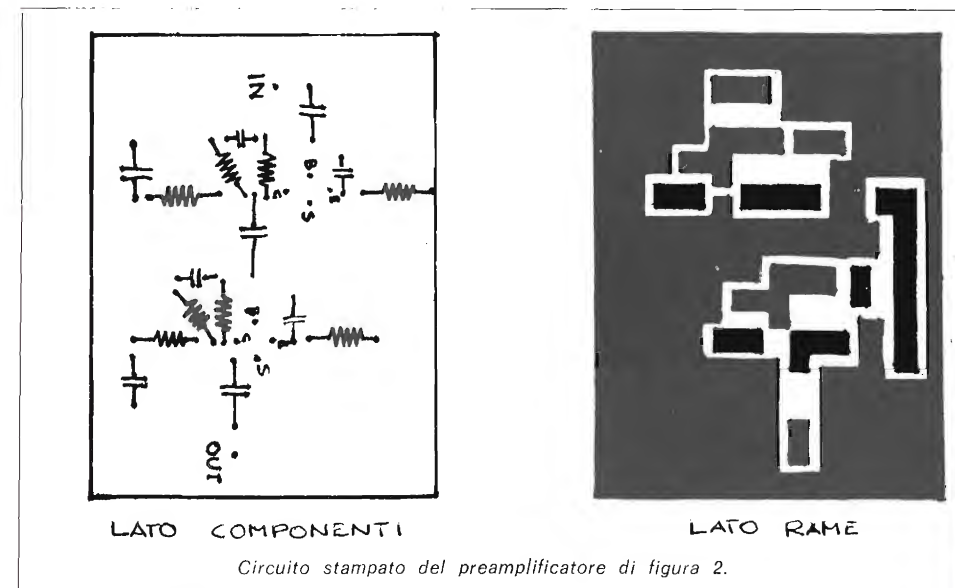 IN
B.
.S
C.
.E
B.
C.
.E
.S
OUT
LATO COMPONENTI
LATO RAME
Circuito stampato del preamplificatore di figura 2.